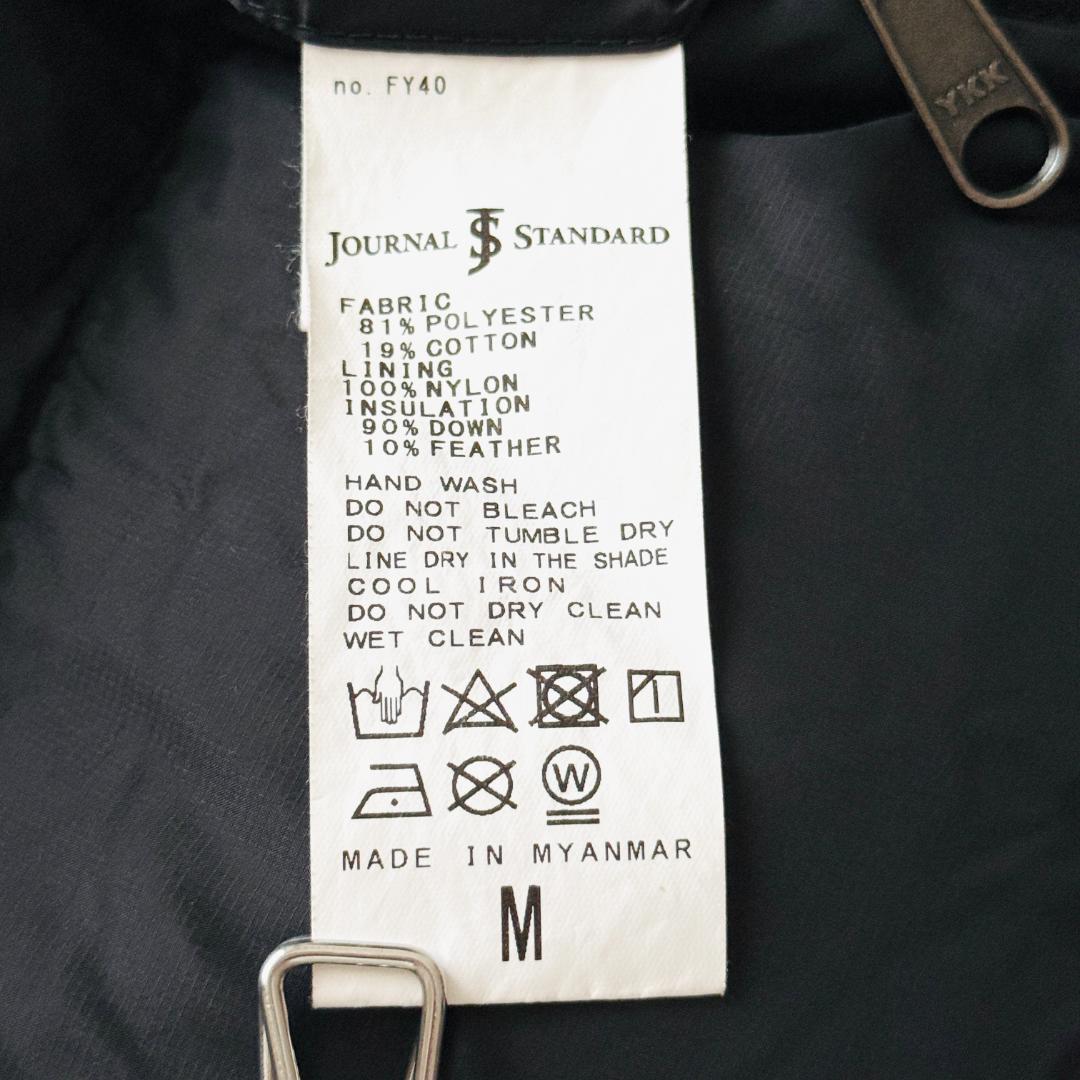 no. FY40
JOURNAL JS STANDARD
FABRIC
81% POLYESTER
19% COTTON
LINING
100% NYLON
INSULATION
90% DOWN
10% FEATHER
HAND WASH
DO NOT BLEACH
DO NOT TUMBLE DRY
LINE DRY IN THE SHADE
COOL IRON
DO NOT DRY CLEAN
WET CLEAN
W
MADE IN MYANMAR
M
YKK